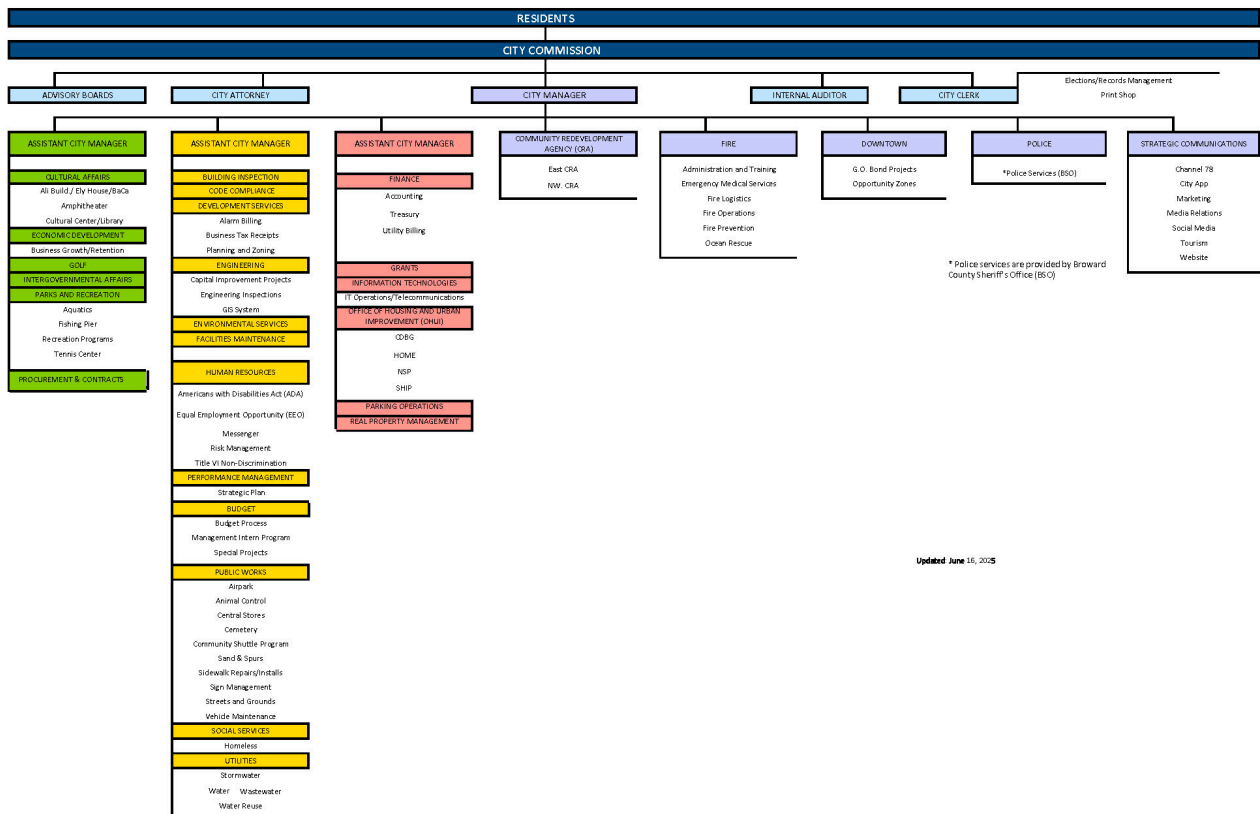 RESIDENTS
CITY COMMISSION
ADVISORY BOARDS
CITY ATTORNEY
CITY MANAGER
INTERNAL AUDITOR
CITY CLERK
Elections/Records Management
Print Shop
ASSISTANT CITY MANAGER
CULTURAL AFFAIRS
Ali Build./ Ely House/BaCa
Amphitheater
Cultural Center/Library
ECONOMIC DEVELOPMENT
Business Growth/Retention
GOLF
INTERGOVERNMENTAL AFFAIRS
PARKS AND RECREATION
Aquatics
Fishing Pier
Recreation Programs
Tennis Center
PROCUREMENT & CONTRACTS
ASSISTANT CITY MANAGER
BUILDING INSPECTION
CODE COMPLIANCE
DEVELOPMENT SERVICES
Alarm Billing
Business Tax Receipts
Planning and Zoning
ENGINEERING
Capital Improvement Projects
Engineering Inspections
GIS System
ENVIRONMENTAL SERVICES
FACILITIES MAINTENANCE
HUMAN RESOURCES
Americans with Disabilities Act (ADA)
Equal Employment Opportunity (EEO)
Messenger
Risk Management
Title VI Non-Discrimination
PERFORMANCE MANAGEMENT
Strategic Plan
BUDGET
Budget Process
Management Intern Program
Special Projects
PUBLIC WORKS
Airpark
Animal Control
Central Stores
Cemetery
Community Shuttle Program
Sand & Spurs
Sidewalk Repairs/Installs
Sign Management
Streets and Grounds
Vehicle Maintenance
SOCIAL SERVICES
Homeless
UTILITIES
Stormwater
Water Wastewater
Water Reuse
ASSISTANT CITY MANAGER
FINANCE
Accounting
Treasury
Utility Billing
GRANTS
INFORMATION TECHNOLOGIES
IT Operations/Telecommunications
OFFICE OF HOUSING AND URBAN
IMPROVEMENT (OHUI)
CDBG
HOME
NSP
SHIP
PARKING OPERATIONS
REAL PROPERTY MANAGEMENT
COMMUNITY REDEVELOPMENT
AGENCY (CRA)
East CRA
NW. CRA
FIRE
Administration and Training
Emergency Medical Services
Fire Logistics
Fire Operations
Fire Prevention
Ocean Rescue
DOWNTOWN
G.O. Bond Projects
Opportunity Zones
POLICE
*Police Services (BSO)
STRATEGIC COMMUNICATIONS
Channel 78
City App
Marketing
Media Relations
Social Media
Tourism
Website
* Police services are provided by Broward
County Sheriff's Office (BSO)
Updated: June 16, 2025